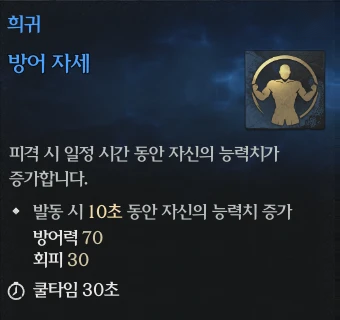 희귀
방어 자세
피격 시 일정 시간 동안 자신의 능력치가
증가합니다.
발동 시 10초 동안 자신의 능력치 증가
방어력 70
회피 30
쿨타임 30초